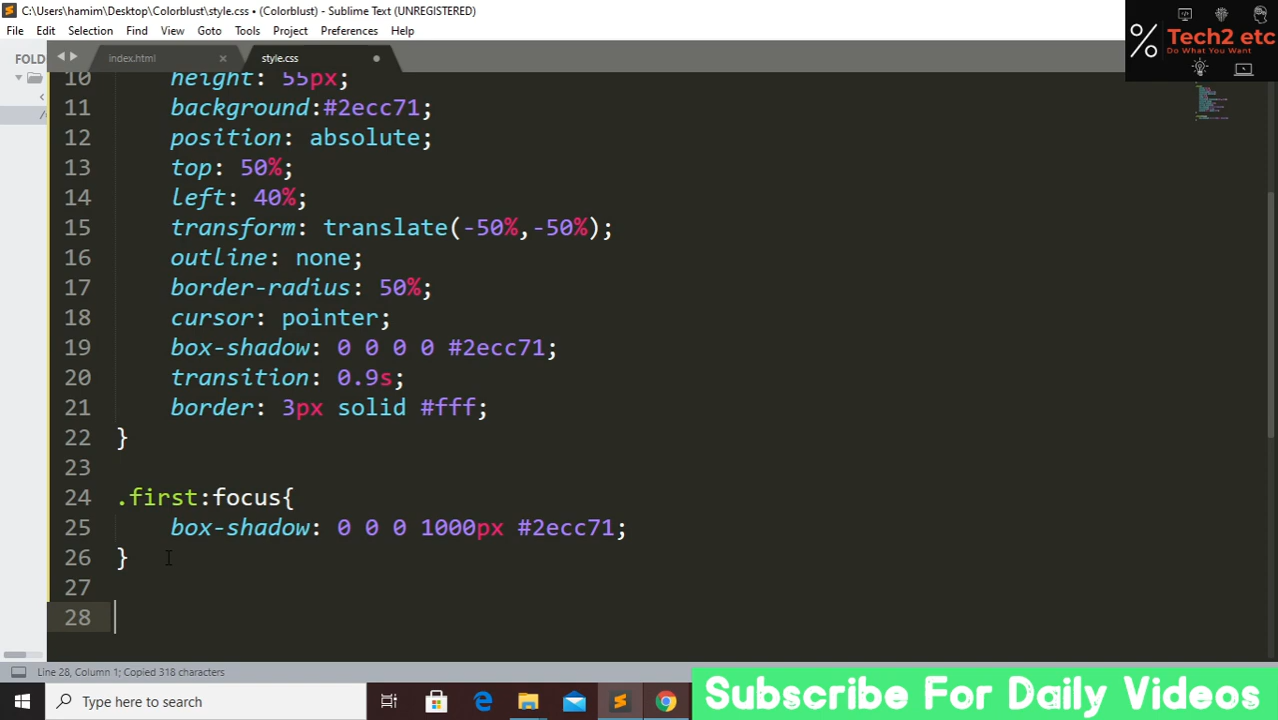 C:\Users\hamim\Desktop\Colorblust\style.css • (Colorblust) - Sublime Text (UNREGISTERED)
File Edit Selection Find View Goto Tools Project Preferences Help
Tech2 etc
Do What You Want
FOLD
index.html × style.css
10 height: 55px;
11 background:#2ecc71;
12 position: absolute;
13 top: 50%;
14 left: 40%;
15 transform: translate(-50%,-50%);
16 outline: none;
17 border-radius: 50%;
18 cursor: pointer;
19 box-shadow: 0 0 0 0 #2ecc71;
20 transition: 0.9s;
21 border: 3px solid #fff;
22 }
23
24 .first:focus{
25 box-shadow: 0 0 0 1000px #2ecc71;
26 }
27
28
Line 28, Column 1; Copied 318 characters
Type here to search
Subscribe For Daily Videos